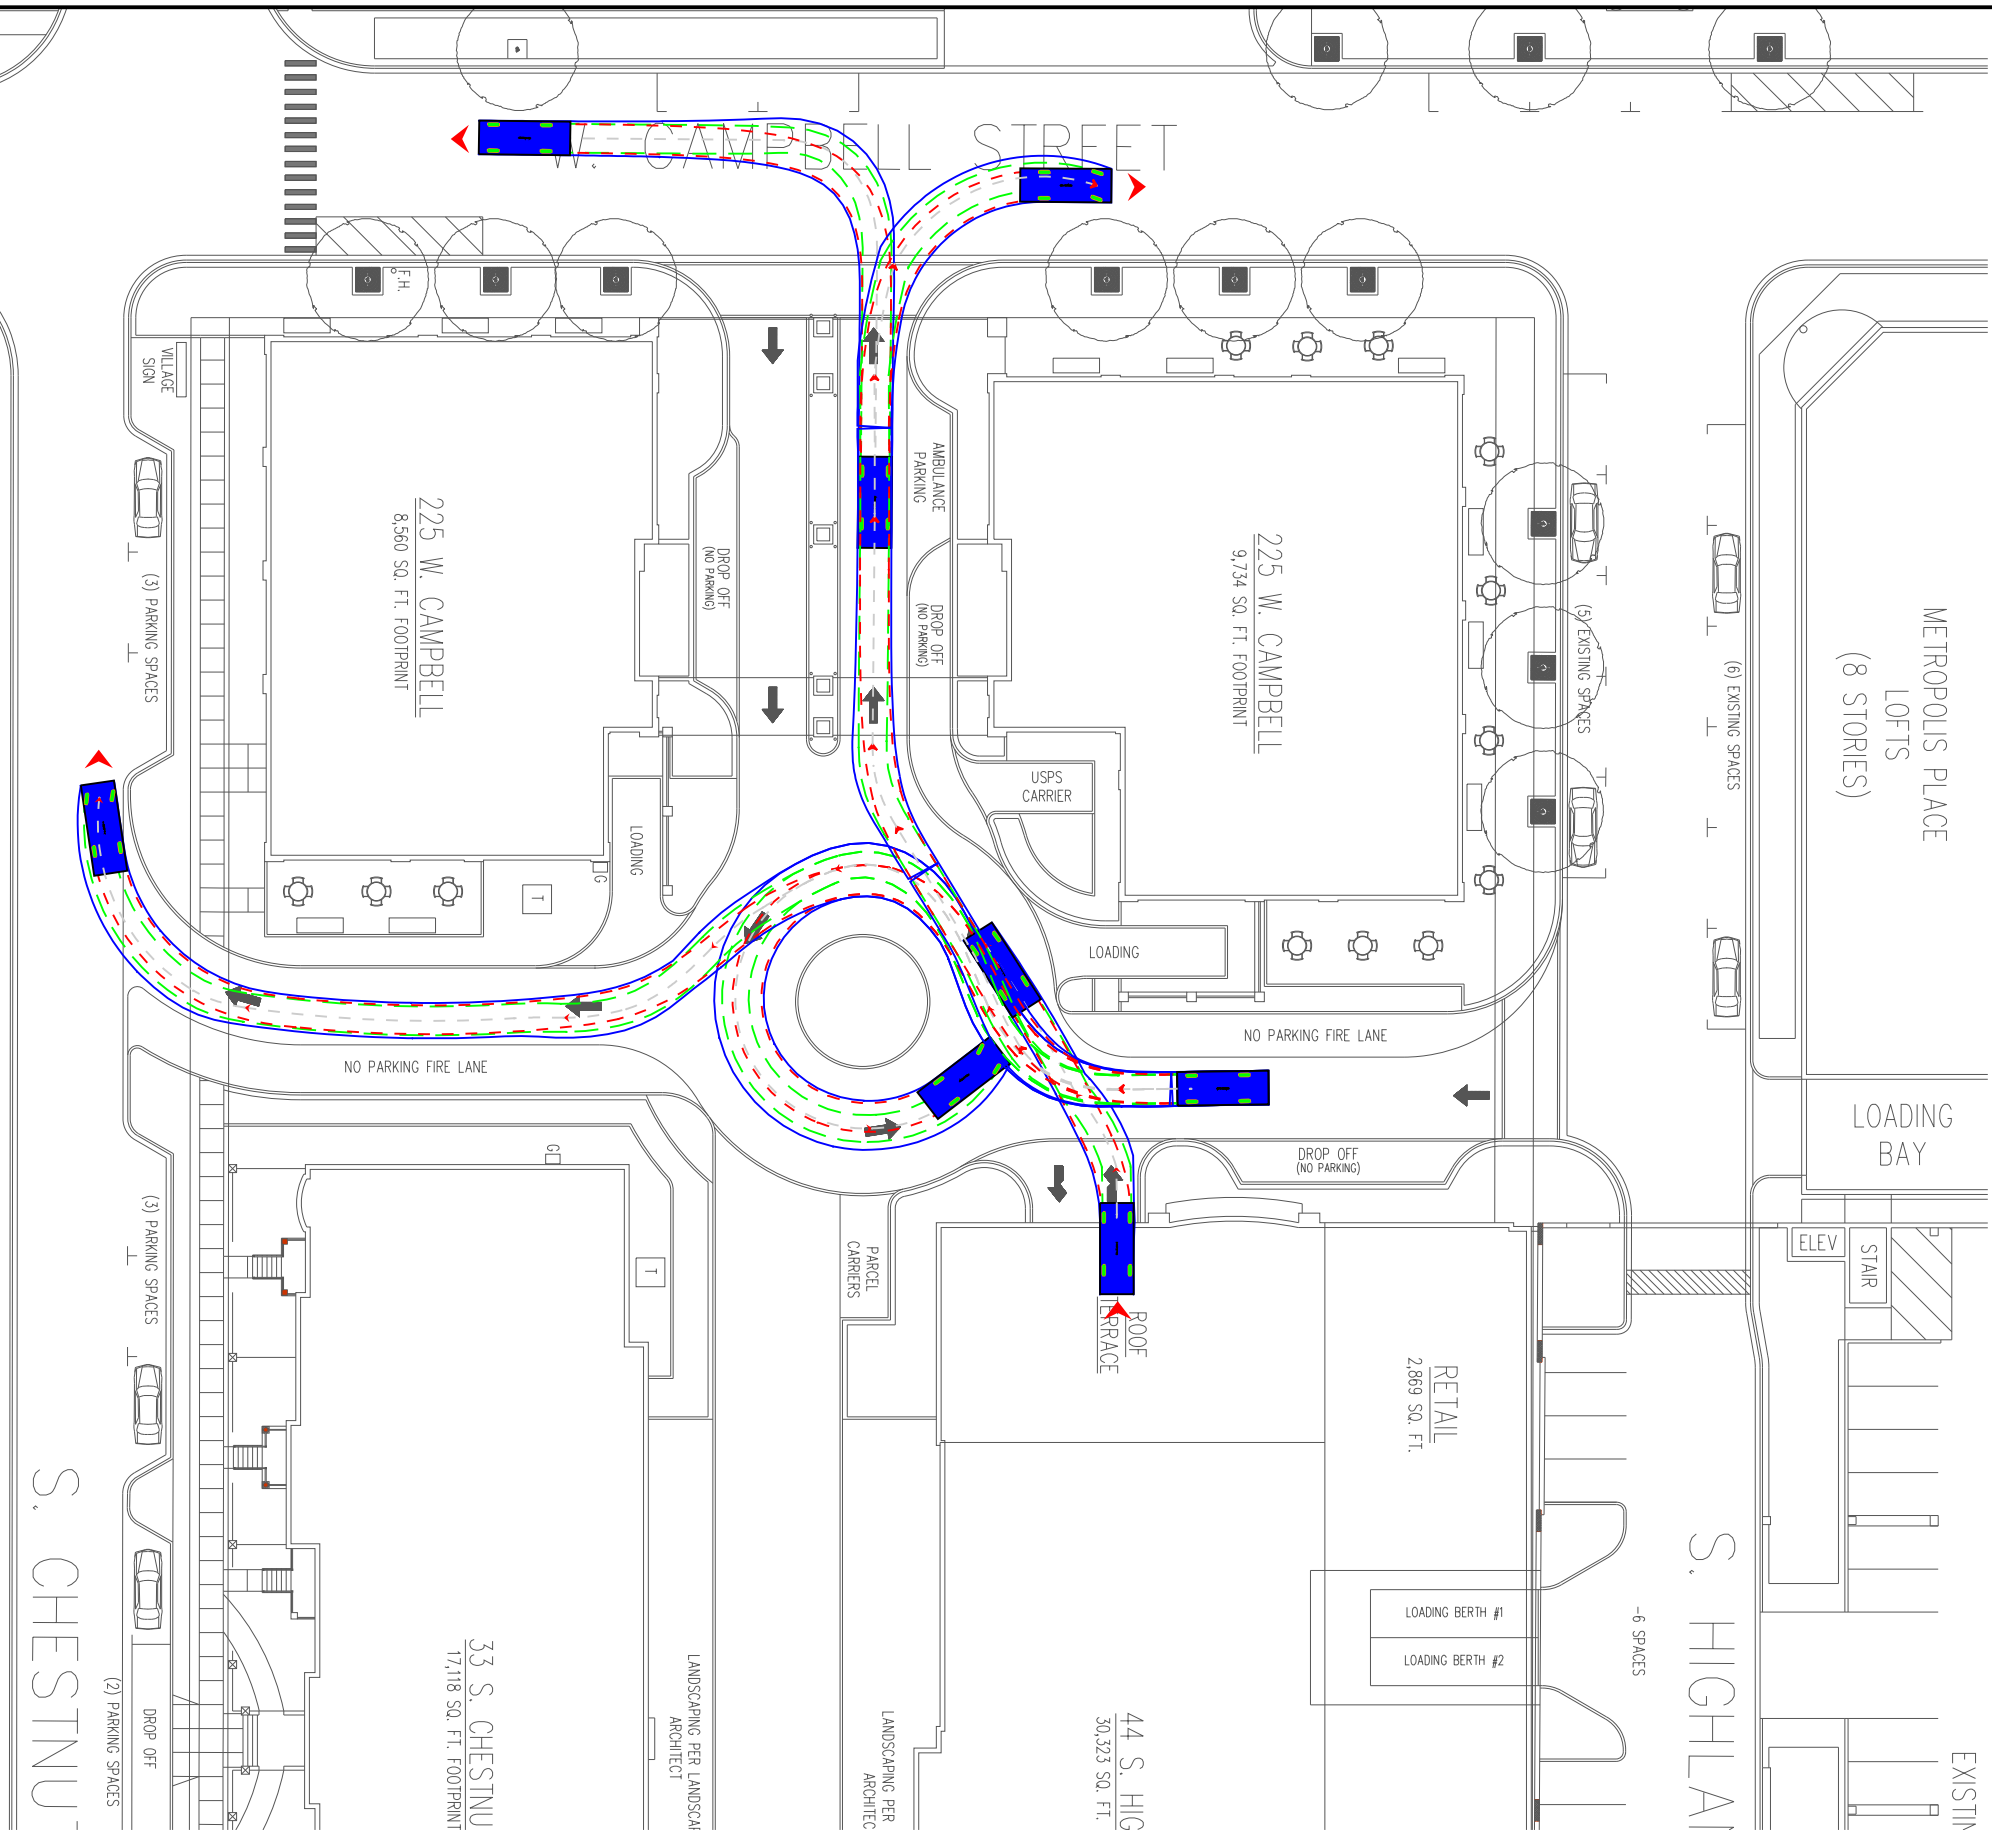 W. CAMPBELL STREET
F.H.
VILLAGE
SIGN
AMBULANCE
PARKING
225 W. CAMPBELL
8,560 SQ. FT. FOOTPRINT
225 W. CAMPBELL
9,734 SQ. FT. FOOTPRINT
DROP OFF
(NO PARKING)
DROP OFF
(NO PARKING)
(3) PARKING SPACES
(5) EXISTING SPACES
(6) EXISTING SPACES
METROPOLIS PLACE
LOFTS
(8 STORIES)
USPS
CARRIER
LOADING
G
T
LOADING
NO PARKING FIRE LANE
NO PARKING FIRE LANE
LOADING
BAY
G
DROP OFF
(NO PARKING)
(3) PARKING SPACES
T
PARCEL
CARRIERS
ELEV
STAIR
ROOF
TERRACE
RETAIL
2,869 SQ. FT.
S. CHESTNU
S. HIGHLAN
LOADING BERTH #1
LOADING BERTH #2
-6 SPACES
(2) PARKING SPACES
DROP OFF
33 S. CHESTNU
17,118 SQ. FT. FOOTPRINT
LANDSCAPING PER LANDSCAP
ARCHITECT
LANDSCAPING PER
ARCHITEC
44 S. HIG
30,323 SQ. FT.
EXISTIN